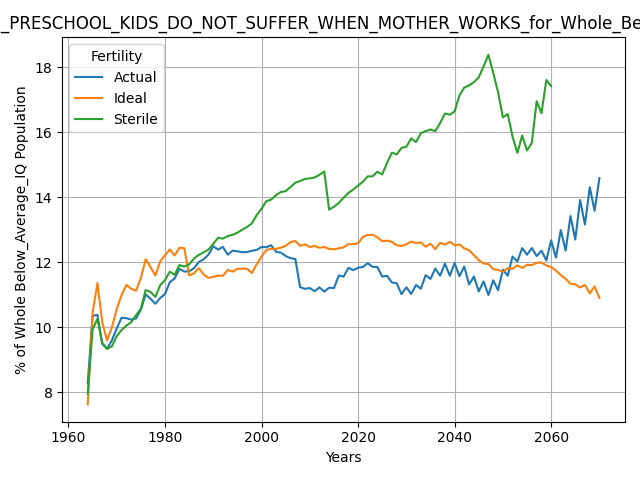 _PRESCHOOL_KIDS_DO_NOT_SUFFER_WHEN_MOTHER_WORKS_for_Whole_Be
Fertility
Actual
Ideal
Sterile
% of Whole Below_Average_IQ Population
18
16
14
12
10
8
1960 1980 2000 2020 2040 2060
Years